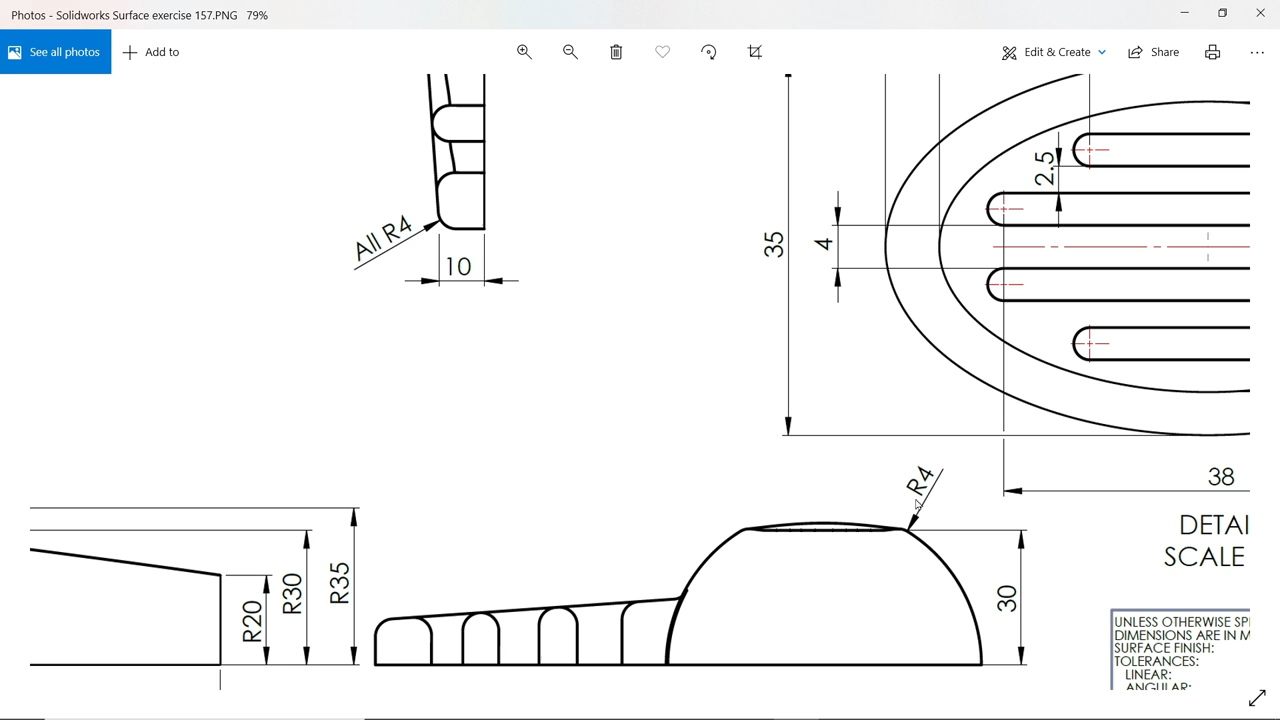 Photos - Solidworks Surface exercise 157.PNG   79%
See all photos
Add to
Edit & Create
Share
2.5
All R4
35
4
10
R4
38
DETAI
SCALE
R20
R30
R35
30
UNLESS OTHERWISE SP
DIMENSIONS ARE IN M
SURFACE FINISH:
TOLERANCES:
LINEAR:
ANGULAR: